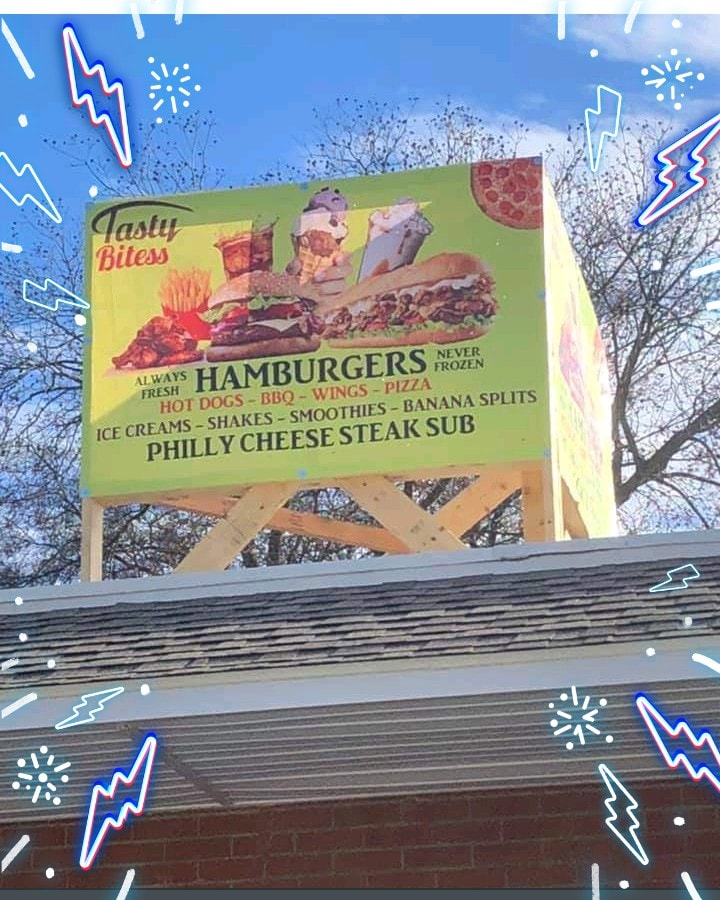 Tasty
Bitess
ALWAYS FRESH HAMBURGERS NEVER FROZEN
HOT DOGS - BBQ - WINGS - PIZZA
ICE CREAMS - SHAKES - SMOOTHIES - BANANA SPLITS
PHILLY CHEESE STEAK SUB